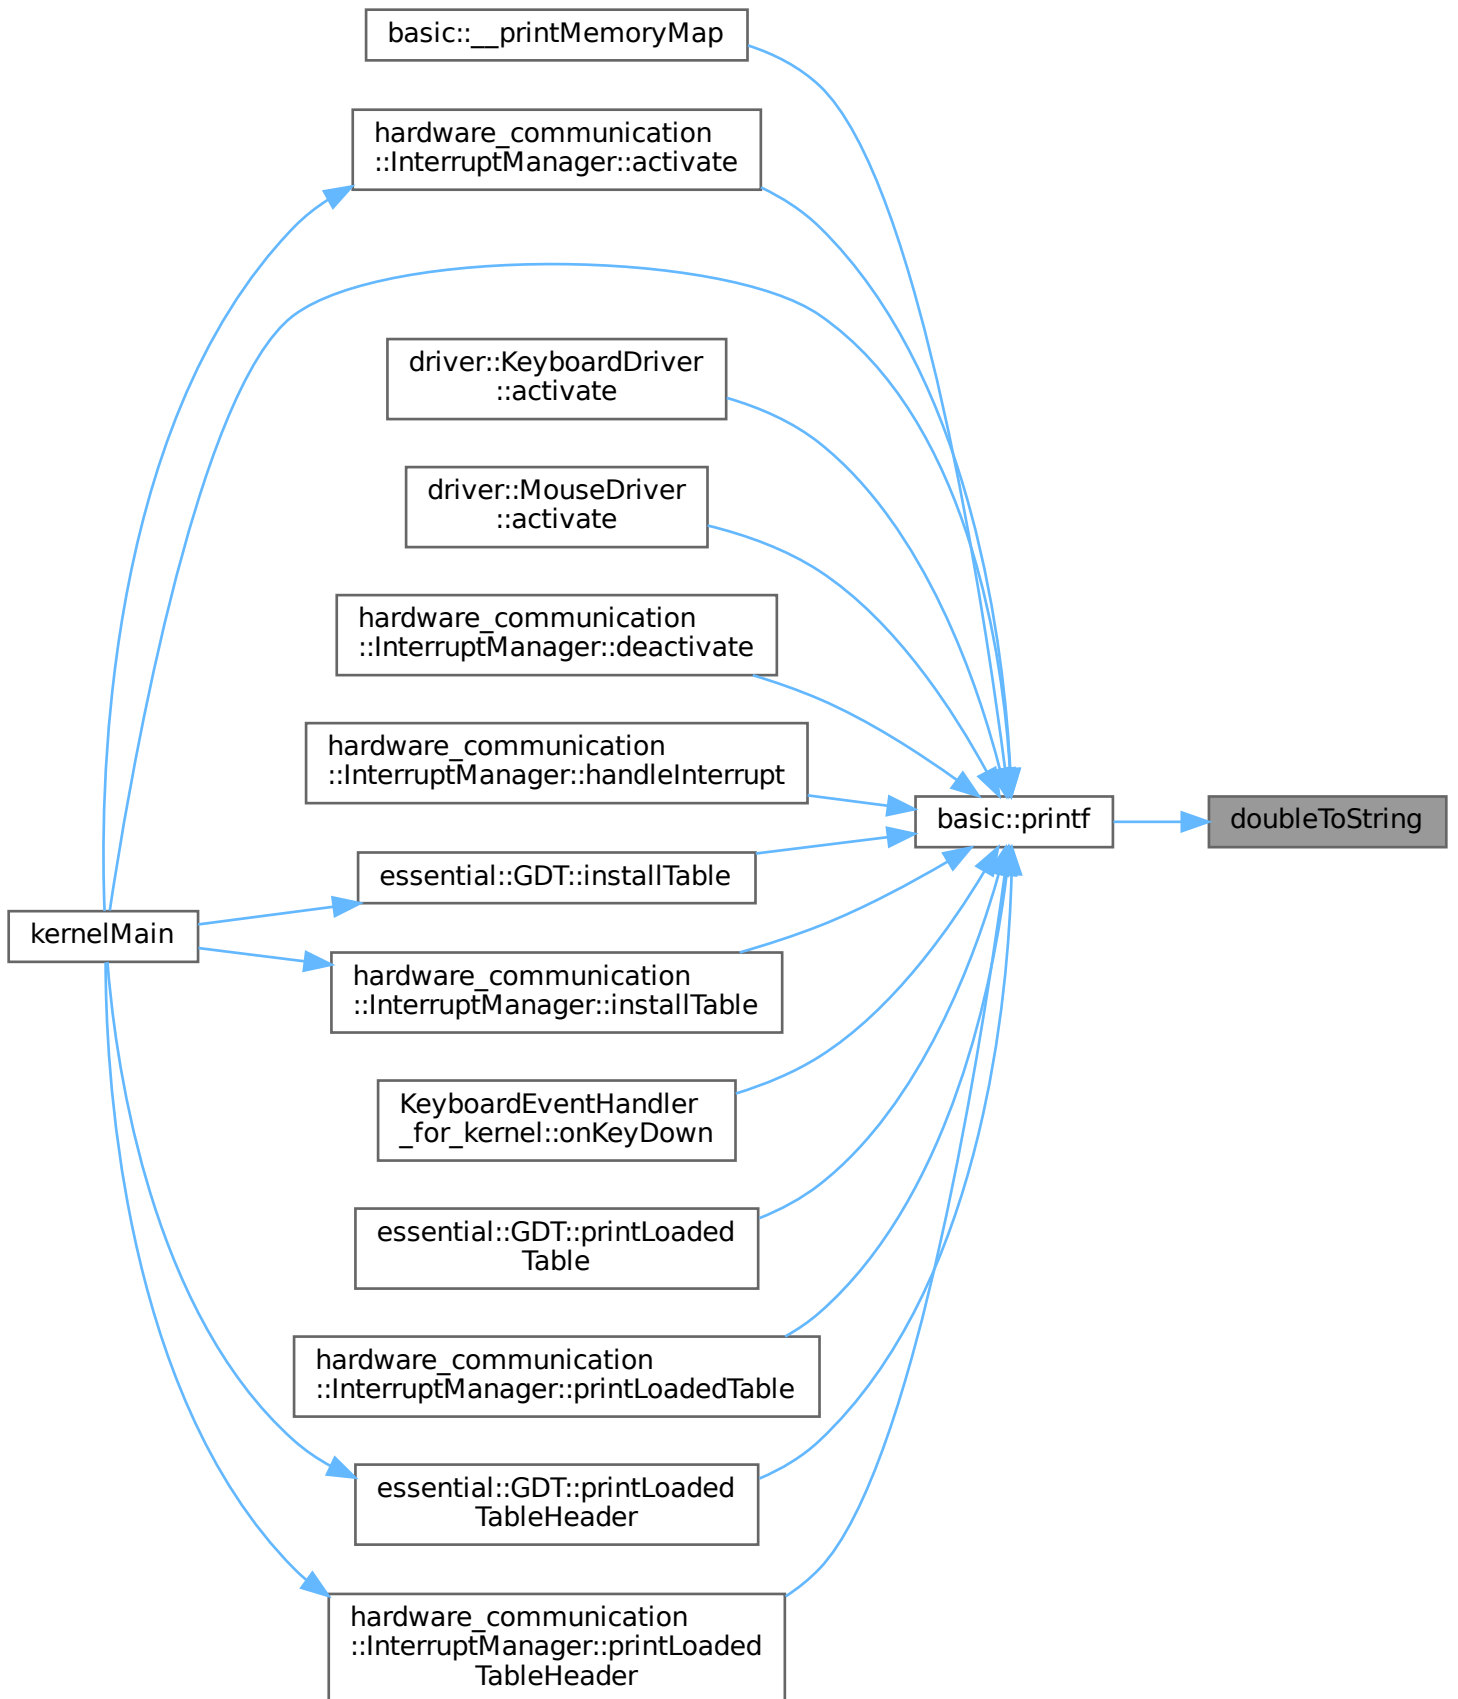 basic::__printMemoryMap
hardware_communication
::InterruptManager::activate
driver::KeyboardDriver
::activate
driver::MouseDriver
::activate
hardware_communication
::InterruptManager::deactivate
hardware_communication
::InterruptManager::handleInterrupt
basic::printf
doubleToString
essential::GDT::installTable
kernelMain
hardware_communication
::InterruptManager::installTable
KeyboardEventHandler
_for_kernel::onKeyDown
essential::GDT::printLoaded
Table
hardware_communication
::InterruptManager::printLoadedTable
essential::GDT::printLoaded
TableHeader
hardware_communication
::InterruptManager::printLoaded
TableHeader